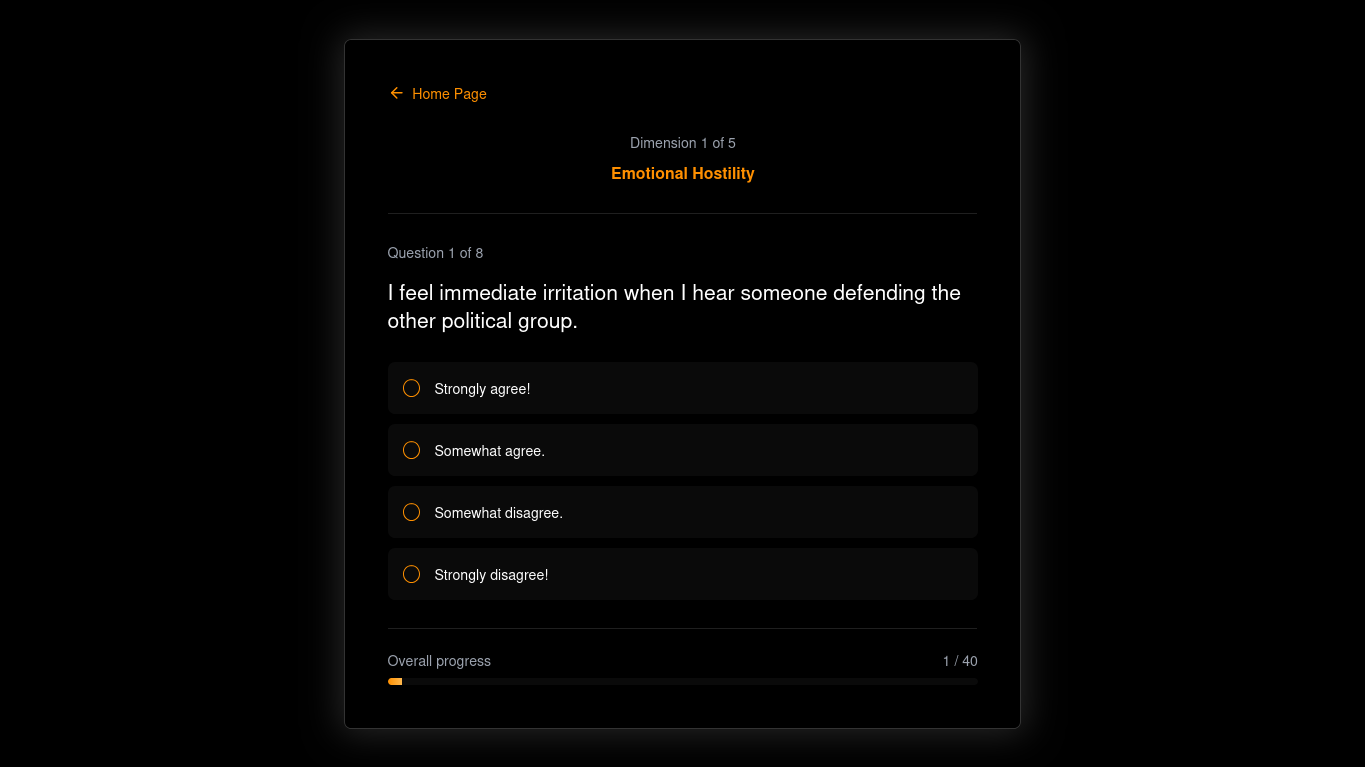 Home Page
Dimension 1 of 5
Emotional Hostility
Question 1 of 8
I feel immediate irritation when I hear someone defending the
other political group.
Strongly agree!
Somewhat agree.
Somewhat disagree.
Strongly disagree!
Overall progress 1 / 40